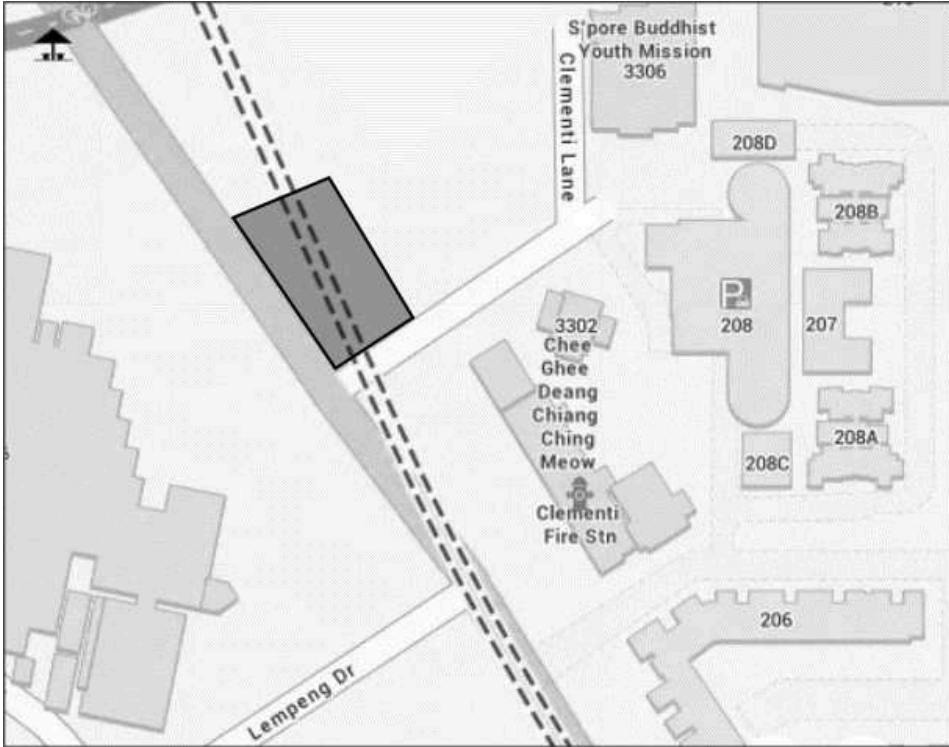 S'pore Buddhist
Youth Mission
3306
Clementi Lane
208D
208B
P
208
207
3302
Chee
Ghee
Deang
Chiang
Ching
Meow
208A
208C
Clementi
Fire Stn
206
Lempeng Dr